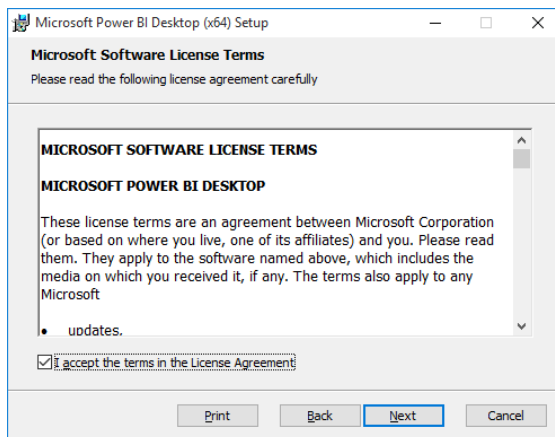 Microsoft Power BI Desktop (x64) Setup
Microsoft Software License Terms
Please read the following license agreement carefully
MICROSOFT SOFTWARE LICENSE TERMS
MICROSOFT POWER BI DESKTOP
These license terms are an agreement between Microsoft Corporation
(or based on where you live, one of its affiliates) and you. Please read
them. They apply to the software named above, which includes the
media on which you received it, if any. The terms also apply to any
Microsoft
• updates,
I accept the terms in the License Agreement
Print Back Next Cancel